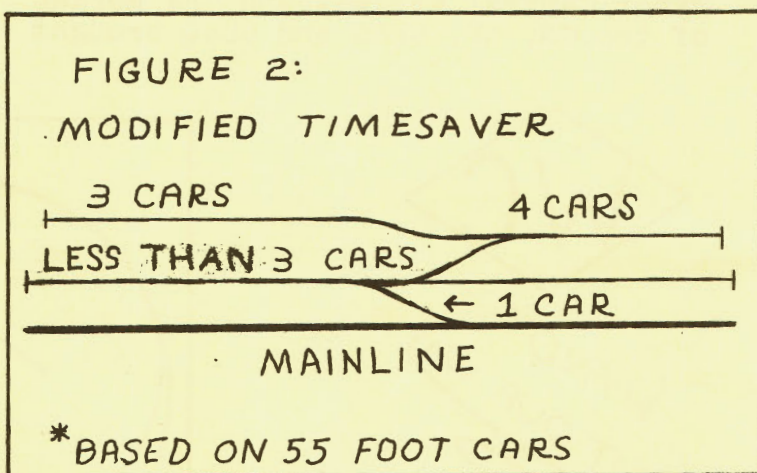 FIGURE 2:
MODIFIED TIMESAVER
3 CARS
4 CARS
LESS THAN 3 CARS
← 1 CAR
MAINLINE
*BASED ON 55 FOOT CARS